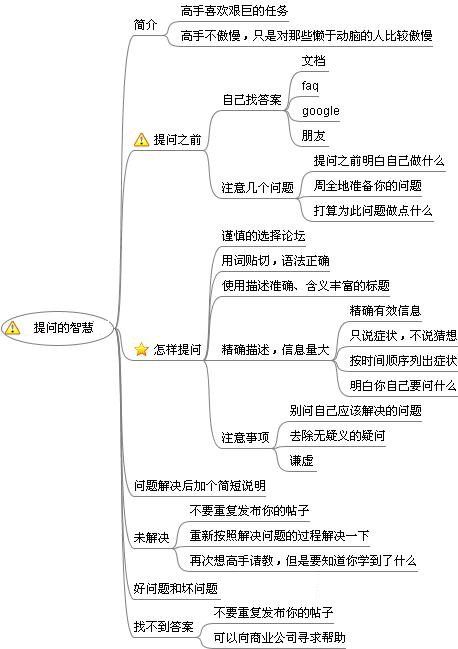 提问的智慧
简介
高手喜欢艰巨的任务
高手不傲慢，只是对那些懒于动脑的人比较傲慢
提问之前
自己找答案
文档
faq
google
朋友
注意几个问题
提问之前明白自己做什么
周全地准备你的问题
打算为此问题做点什么
怎样提问
谨慎的选择论坛
用词贴切，语法正确
使用描述准确、含义丰富的标题
精确描述，信息量大
精确有效信息
只说症状，不说猜想
按时间顺序列出症状
明白你自己要问什么
注意事项
别问自己应该解决的问题
去除无疑义的疑问
谦虚
问题解决后加个简短说明
未解决
不要重复发布你的帖子
重新按照解决问题的过程解决一下
再次想高手请教，但是要知道你学到了什么
好问题和坏问题
找不到答案
不要重复发布你的帖子
可以向商业公司寻求帮助